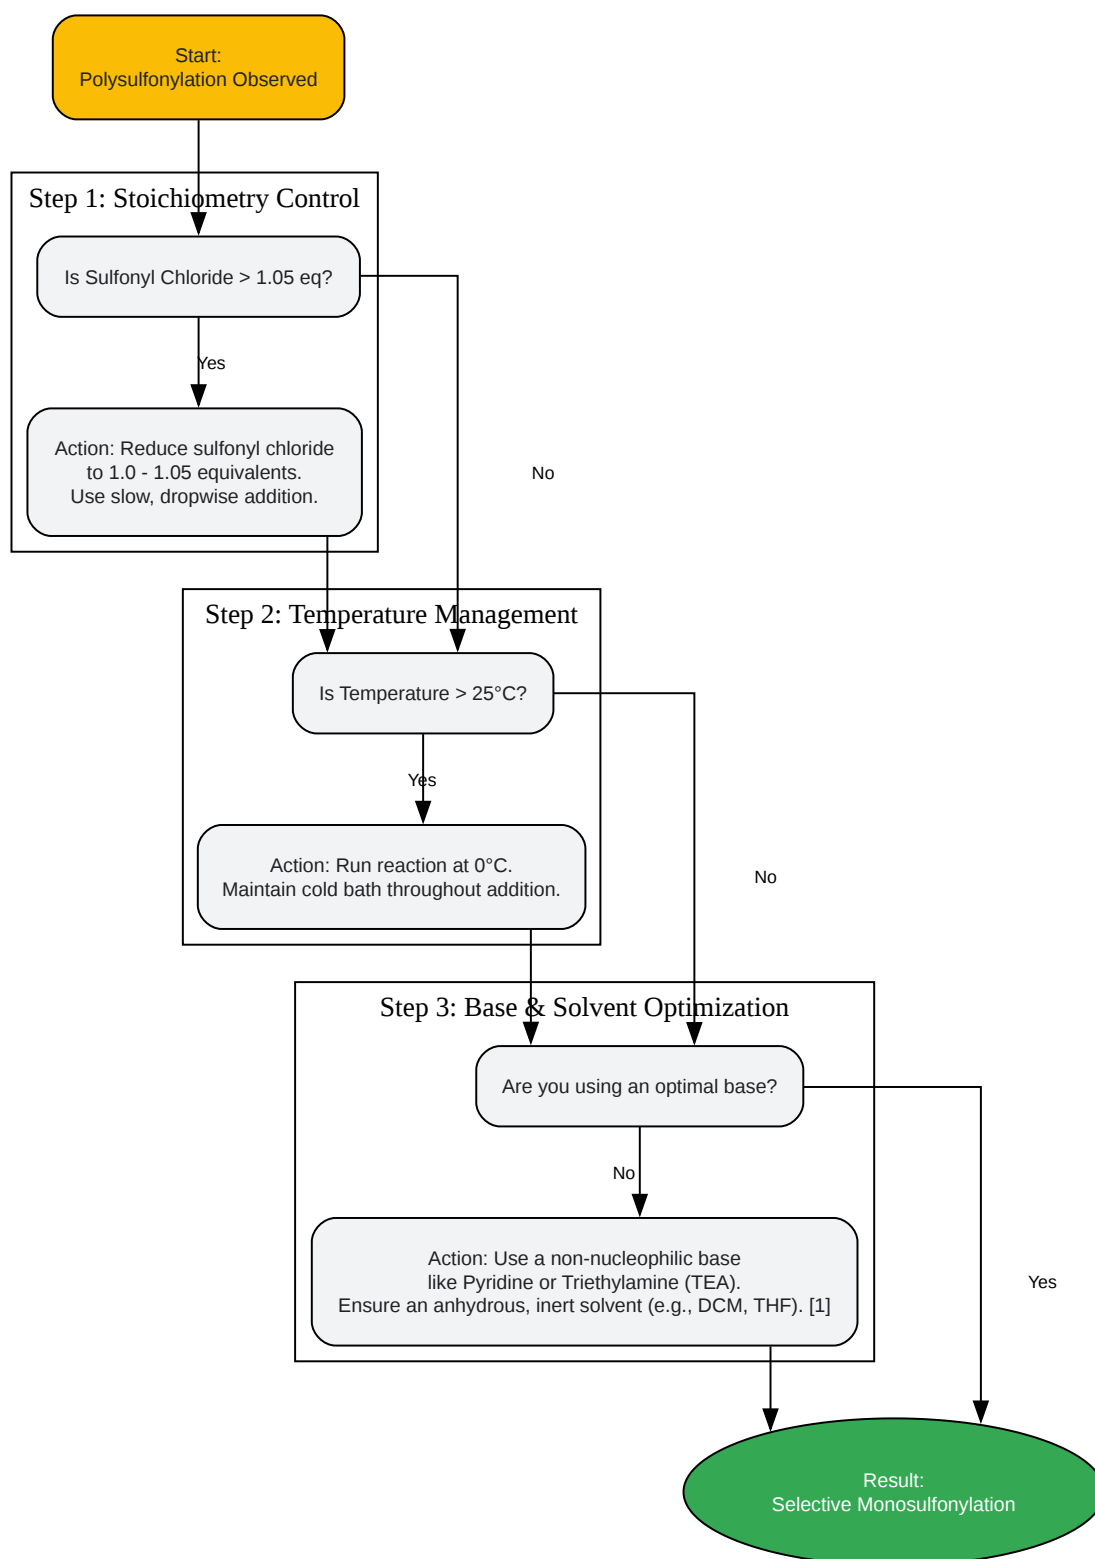 Start:
Polysulfonylation Observed
Step 1: Stoichiometry Control
Is Sulfonyl Chloride > 1.05 eq?
Yes
Action: Reduce sulfonyl chloride
to 1.0 - 1.05 equivalents.
Use slow, dropwise addition.
No
Step 2: Temperature Management
Is Temperature > 25°C?
Yes
Action: Run reaction at 0°C.
Maintain cold bath throughout addition.
No
Step 3: Base & Solvent Optimization
Are you using an optimal base?
No
Action: Use a non-nucleophilic base
like Pyridine or Triethylamine (TEA).
Ensure an anhydrous, inert solvent (e.g., DCM, THF). [1]
Yes
Result:
Selective Monosulfonylation